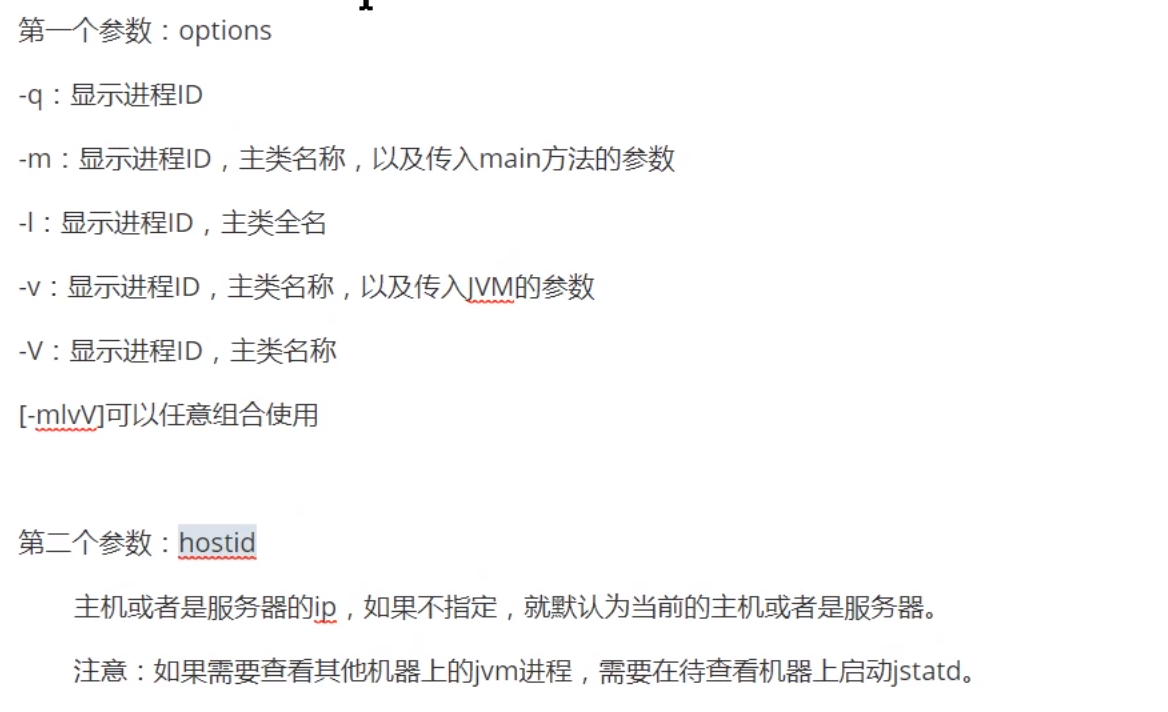 第一个参数：options
-q：显示进程ID
-m：显示进程ID，主类名称，以及传入main方法的参数
-l：显示进程ID，主类全名
-v：显示进程ID，主类名称，以及传入JVM的参数
-V：显示进程ID，主类名称
[-mlvV]可以任意组合使用
第二个参数：hostid
主机或者是服务器的ip，如果不指定，就默认为当前的主机或者是服务器。
注意：如果需要查看其他机器上的jvm进程，需要在待查看机器上启动jstatd。